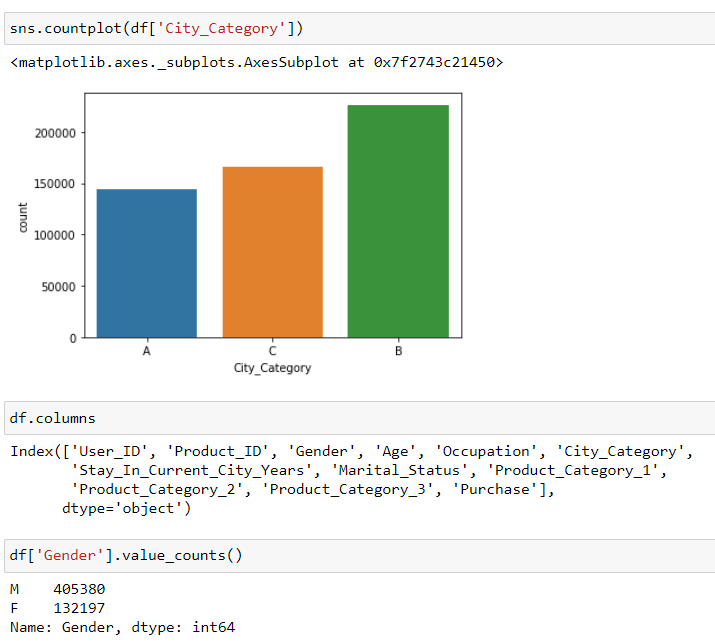 sns.countplot(df['City_Category'])
<matplotlib.axes._subplots.AxesSubplot at 0x7f2743c21450>
200000
150000
100000
50000
0
count
A C B
City_Category
df.columns
Index(['User_ID', 'Product_ID', 'Gender', 'Age', 'Occupation', 'City_Category',
       'Stay_In_Current_City_Years', 'Marital_Status', 'Product_Category_1',
       'Product_Category_2', 'Product_Category_3', 'Purchase'],
      dtype='object')
df['Gender'].value_counts()
M    405380
F    132197
Name: Gender, dtype: int64